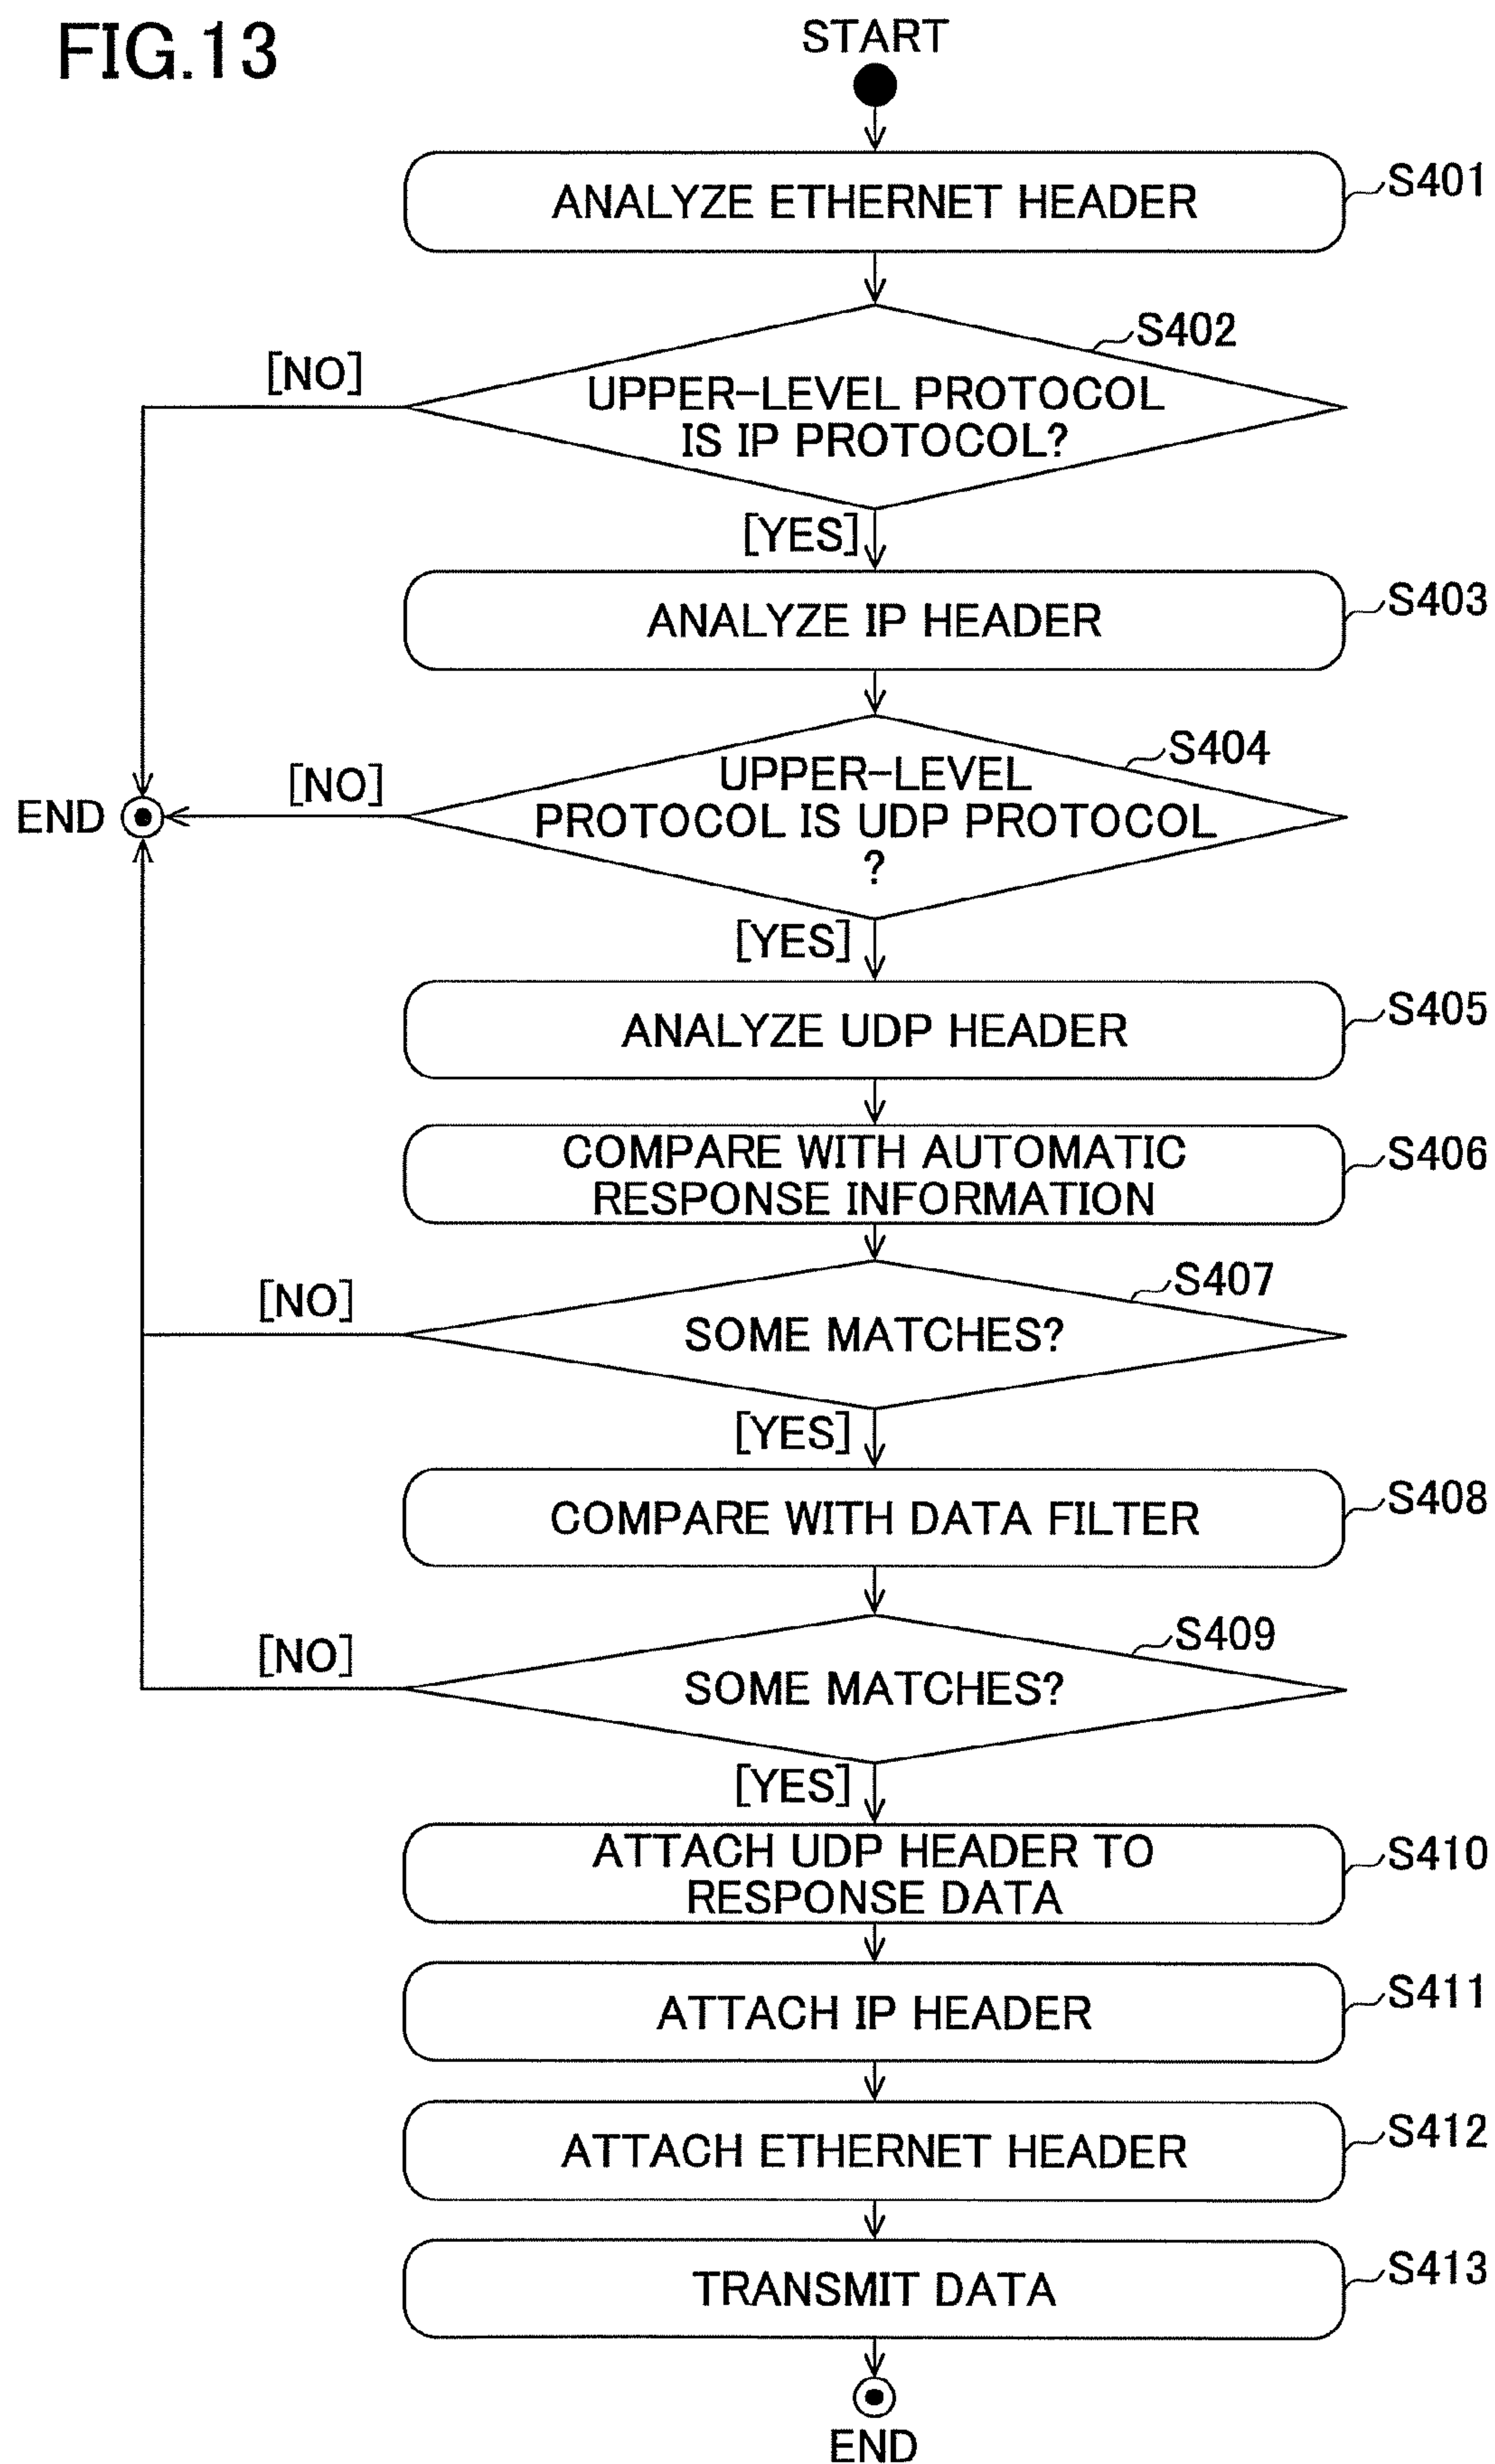 FIG.13
START
ANALYZE ETHERNET HEADER
S401
S402
[NO]
UPPER-LEVEL PROTOCOL
IS IP PROTOCOL?
[YES]
ANALYZE IP HEADER
S403
S404
[NO]
UPPER-LEVEL
PROTOCOL IS UDP PROTOCOL
?
END
[YES]
ANALYZE UDP HEADER
S405
COMPARE WITH AUTOMATIC
RESPONSE INFORMATION
S406
S407
[NO]
SOME MATCHES?
[YES]
COMPARE WITH DATA FILTER
S408
S409
[NO]
SOME MATCHES?
[YES]
ATTACH UDP HEADER TO
RESPONSE DATA
S410
ATTACH IP HEADER
S411
ATTACH ETHERNET HEADER
S412
TRANSMIT DATA
S413
END